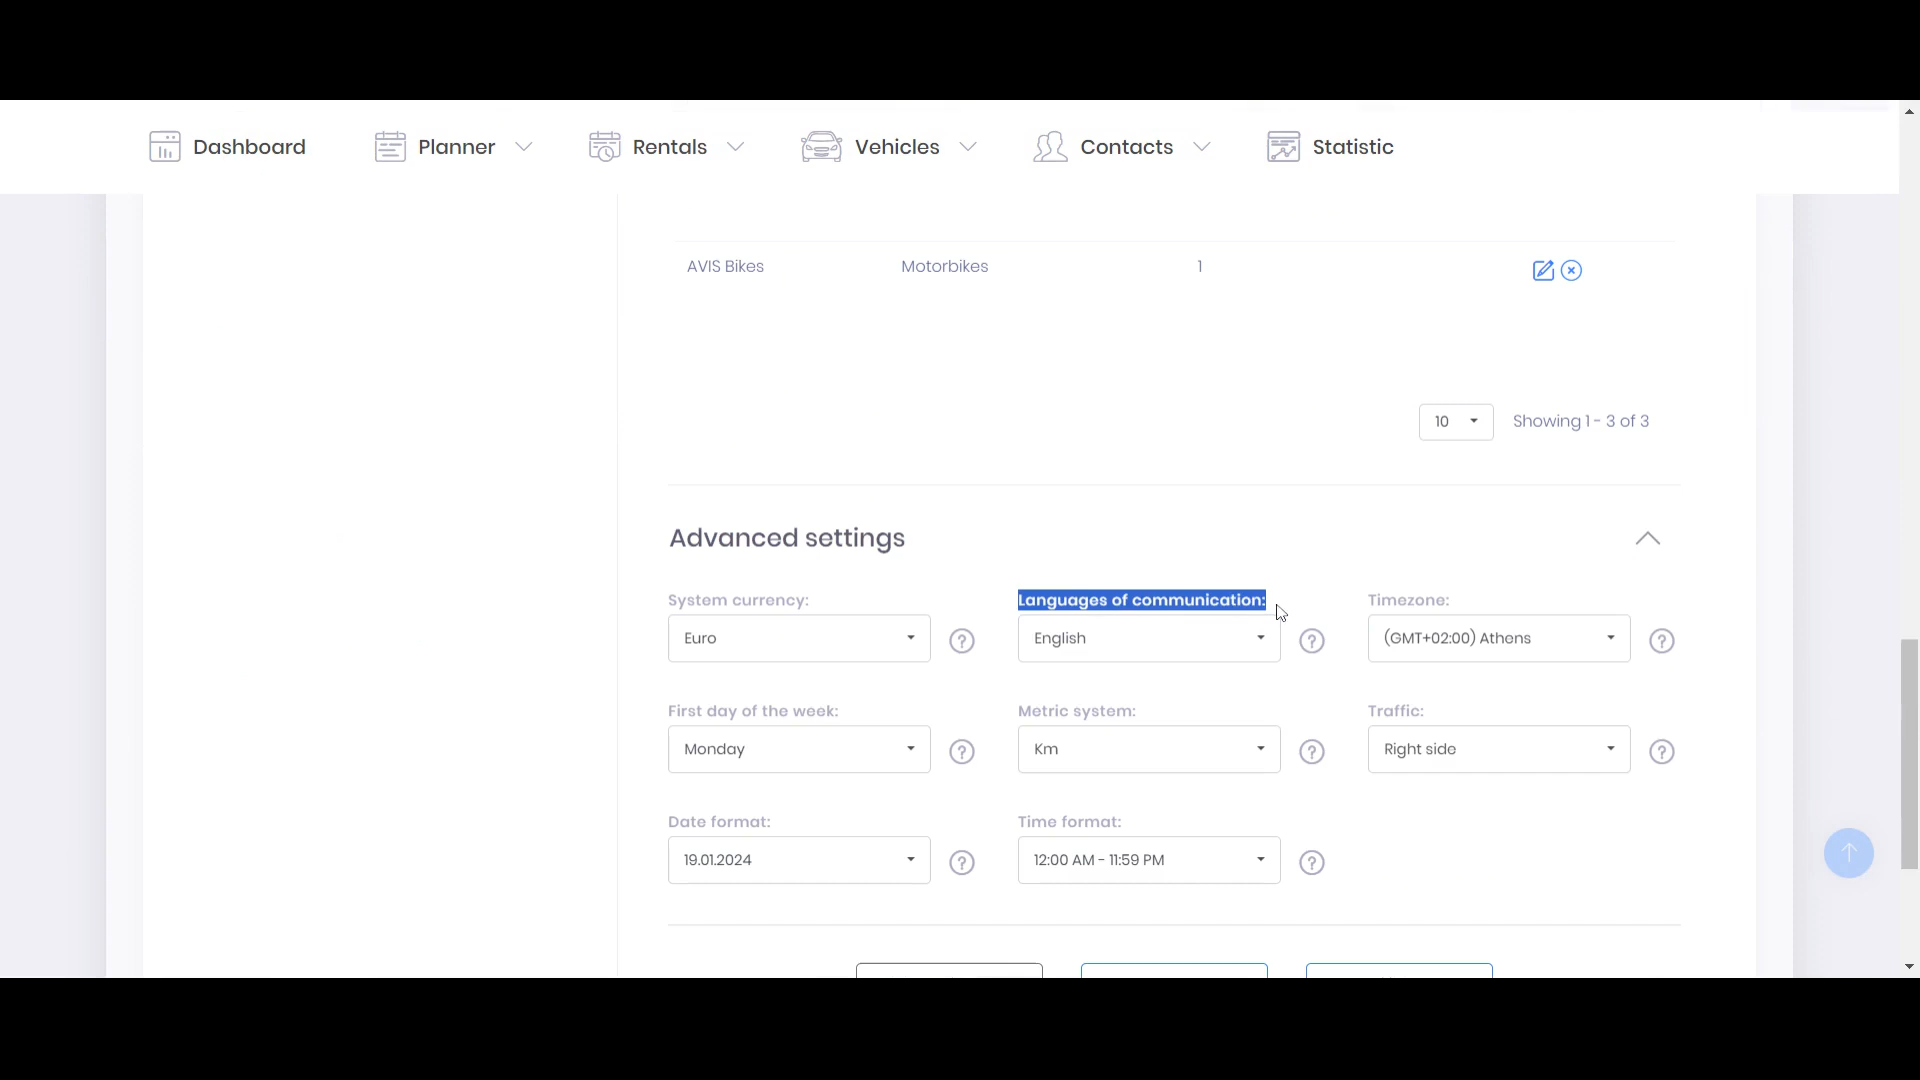 Dashboard Planner Rentals Vehicles Contacts Statistic
AVIS Bikes Motorbikes 1
10 Showing 1 - 3 of 3
Advanced settings
System currency: Languages of communication: Timezone:
Euro ? English ? (GMT+02:00) Athens ?
First day of the week: Metric system: Traffic:
Monday ? Km ? Right side ?
Date format: Time format:
19.01.2024 ? 12:00 AM - 11:59 PM ?